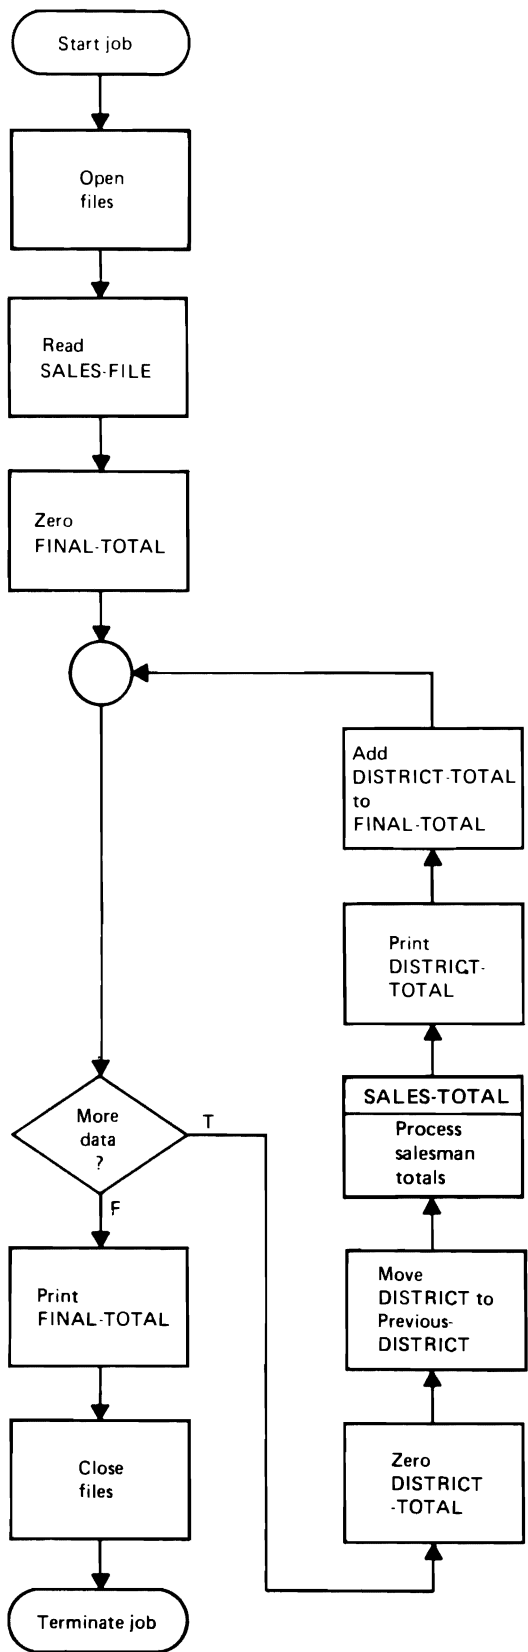 Start job
Open
files
Read
SALES-FILE
Zero
FINAL-TOTAL
More
data
?
T
F
Print
FINAL-TOTAL
Close
files
Terminate job
Add
DISTRICT-TOTAL
to
FINAL-TOTAL
Print
DISTRICT-
TOTAL
SALES-TOTAL
Process
salesman
totals
Move
DISTRICT to
Previous-
DISTRICT
Zero
DISTRICT
-TOTAL